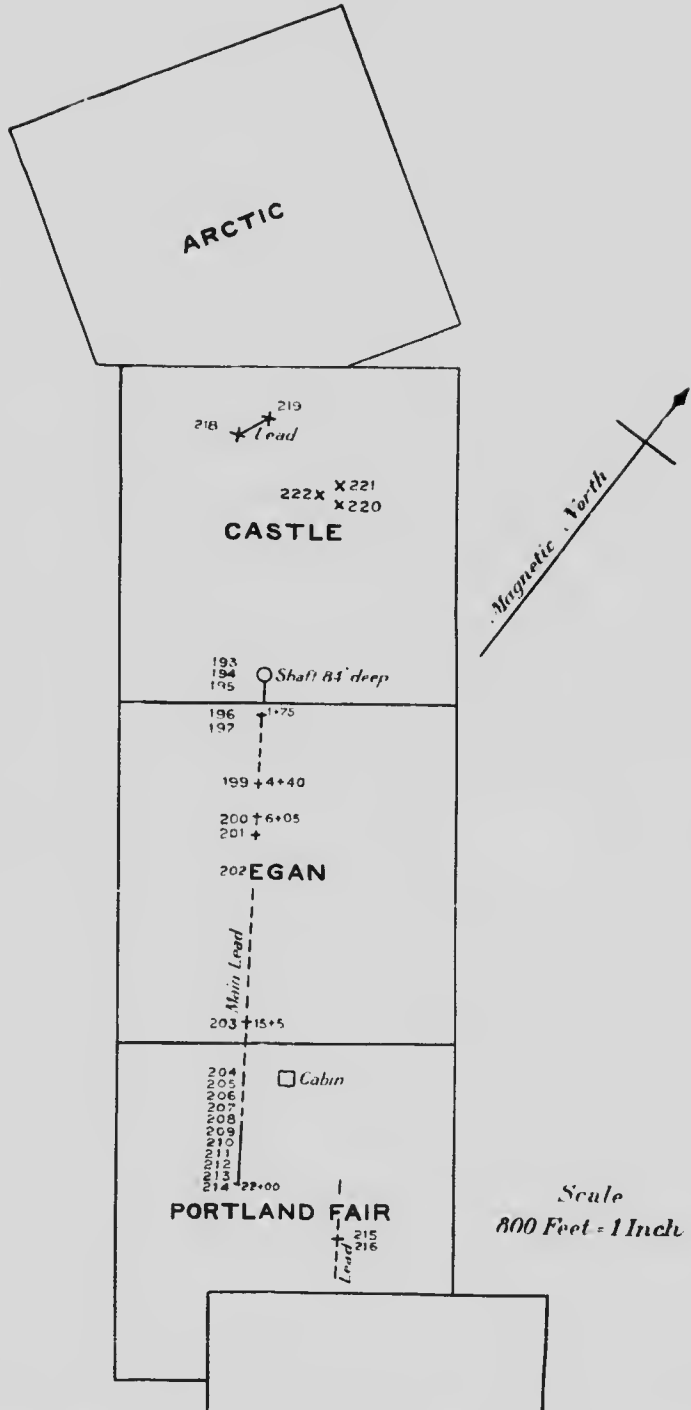 ARCTIC
219
218
Lead
222 x x 221
x 220
CASTLE
Magnetic North
193
194
195
Shaft 84' deep
196 1+75
197
199 4+40
200 6+05
201
202 EGAN
Main Lead
203 15+5
204
205
206
207
208
209
210
211
212
213
214 22+00
Cabin
PORTLAND FAIR
215
216
Lead
Scale
800 Feet = 1 Inch